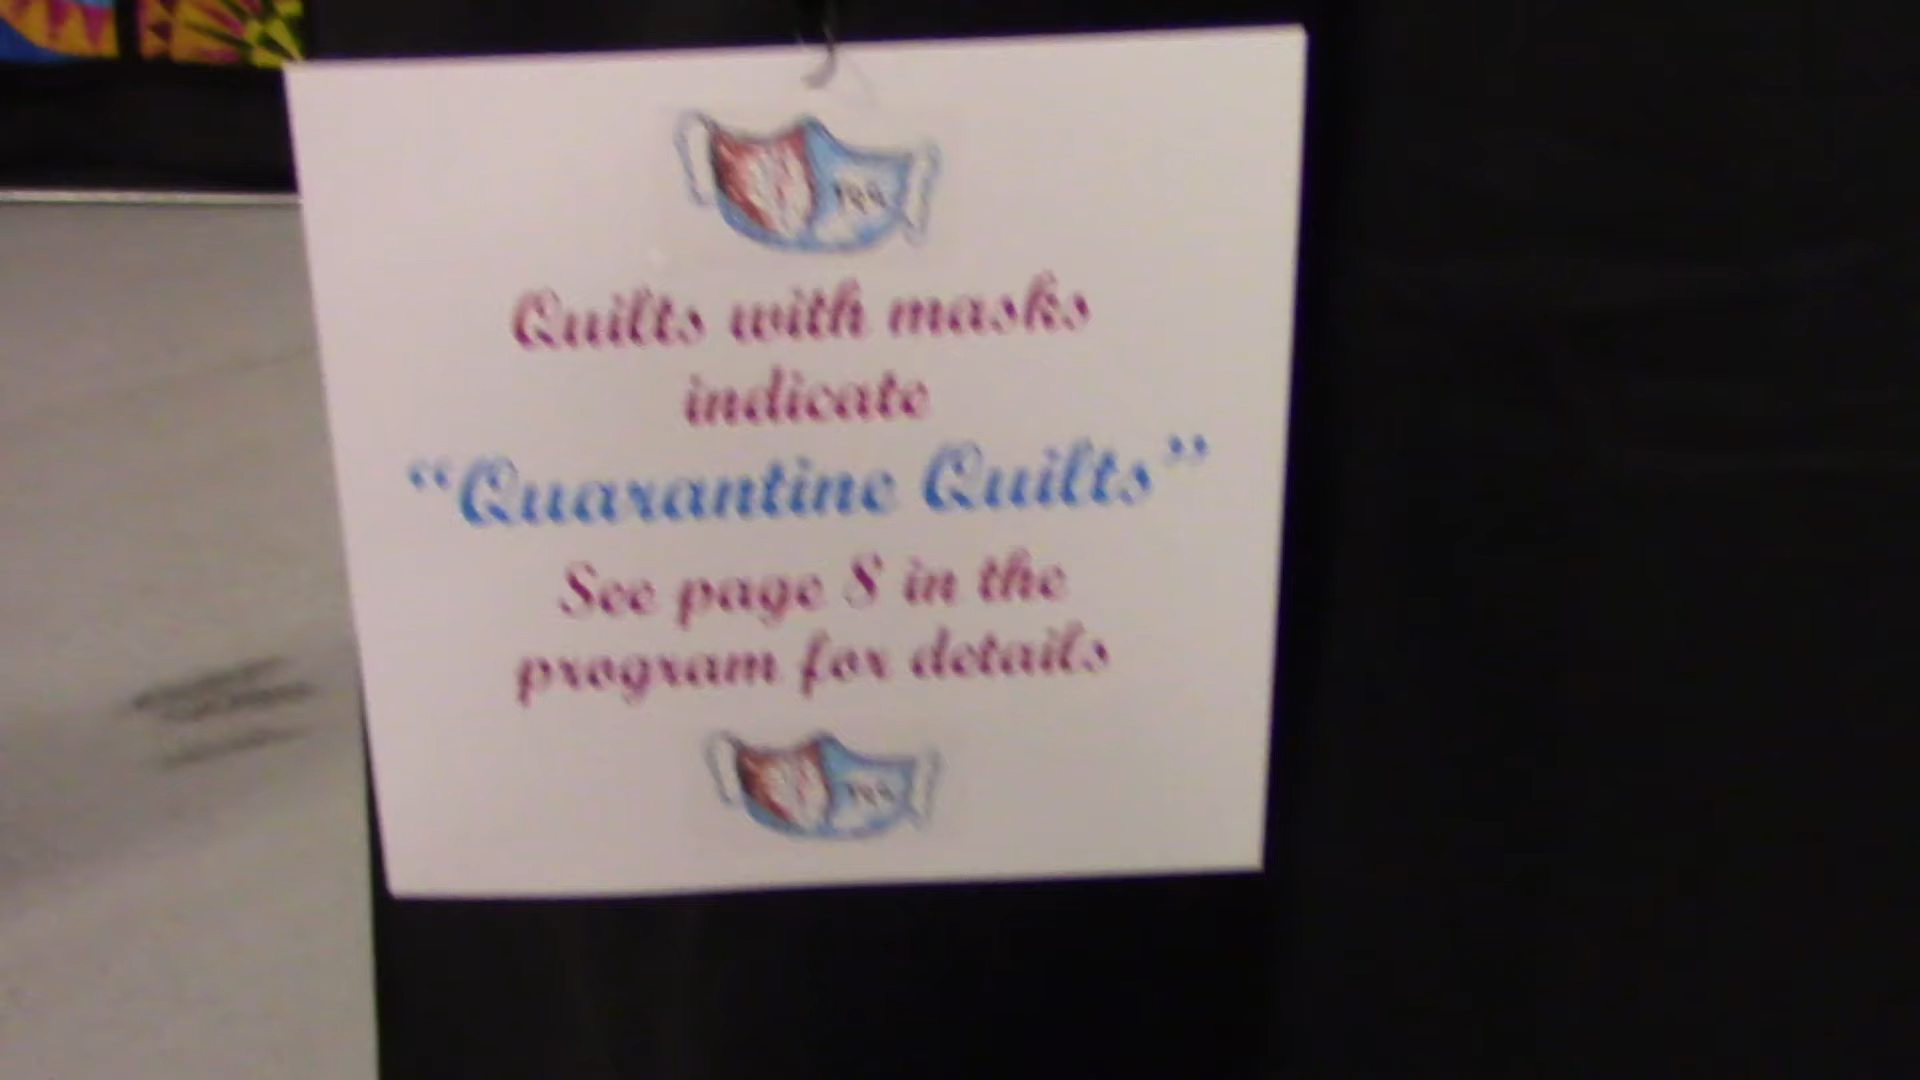 Quilts with masks
indicate
“Quarantine Quilts”
See page 8 in the
program for details